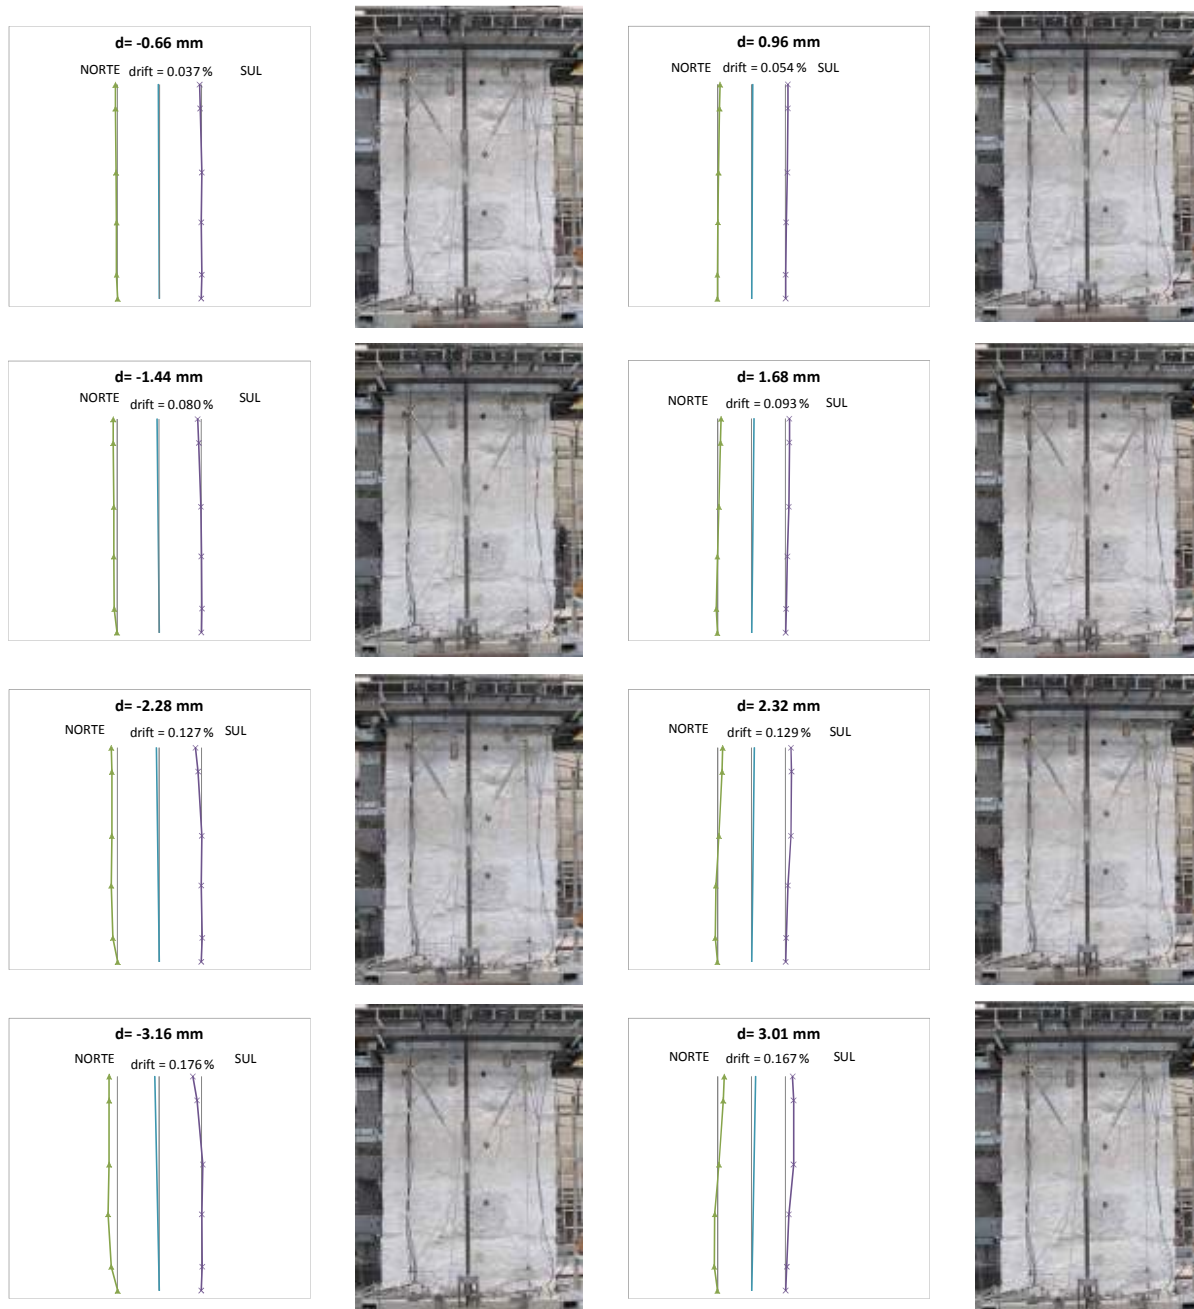 d= -0.66 mm
NORTE drift = 0.037 % SUL
d= 0.96 mm
NORTE drift = 0.054 % SUL
d= -1.44 mm
NORTE drift = 0.080 % SUL
d= 1.68 mm
NORTE drift = 0.093 % SUL
d= -2.28 mm
NORTE drift = 0.127 % SUL
d= 2.32 mm
NORTE drift = 0.129 % SUL
d= -3.16 mm
NORTE drift = 0.176 % SUL
d= 3.01 mm
NORTE drift = 0.167 % SUL